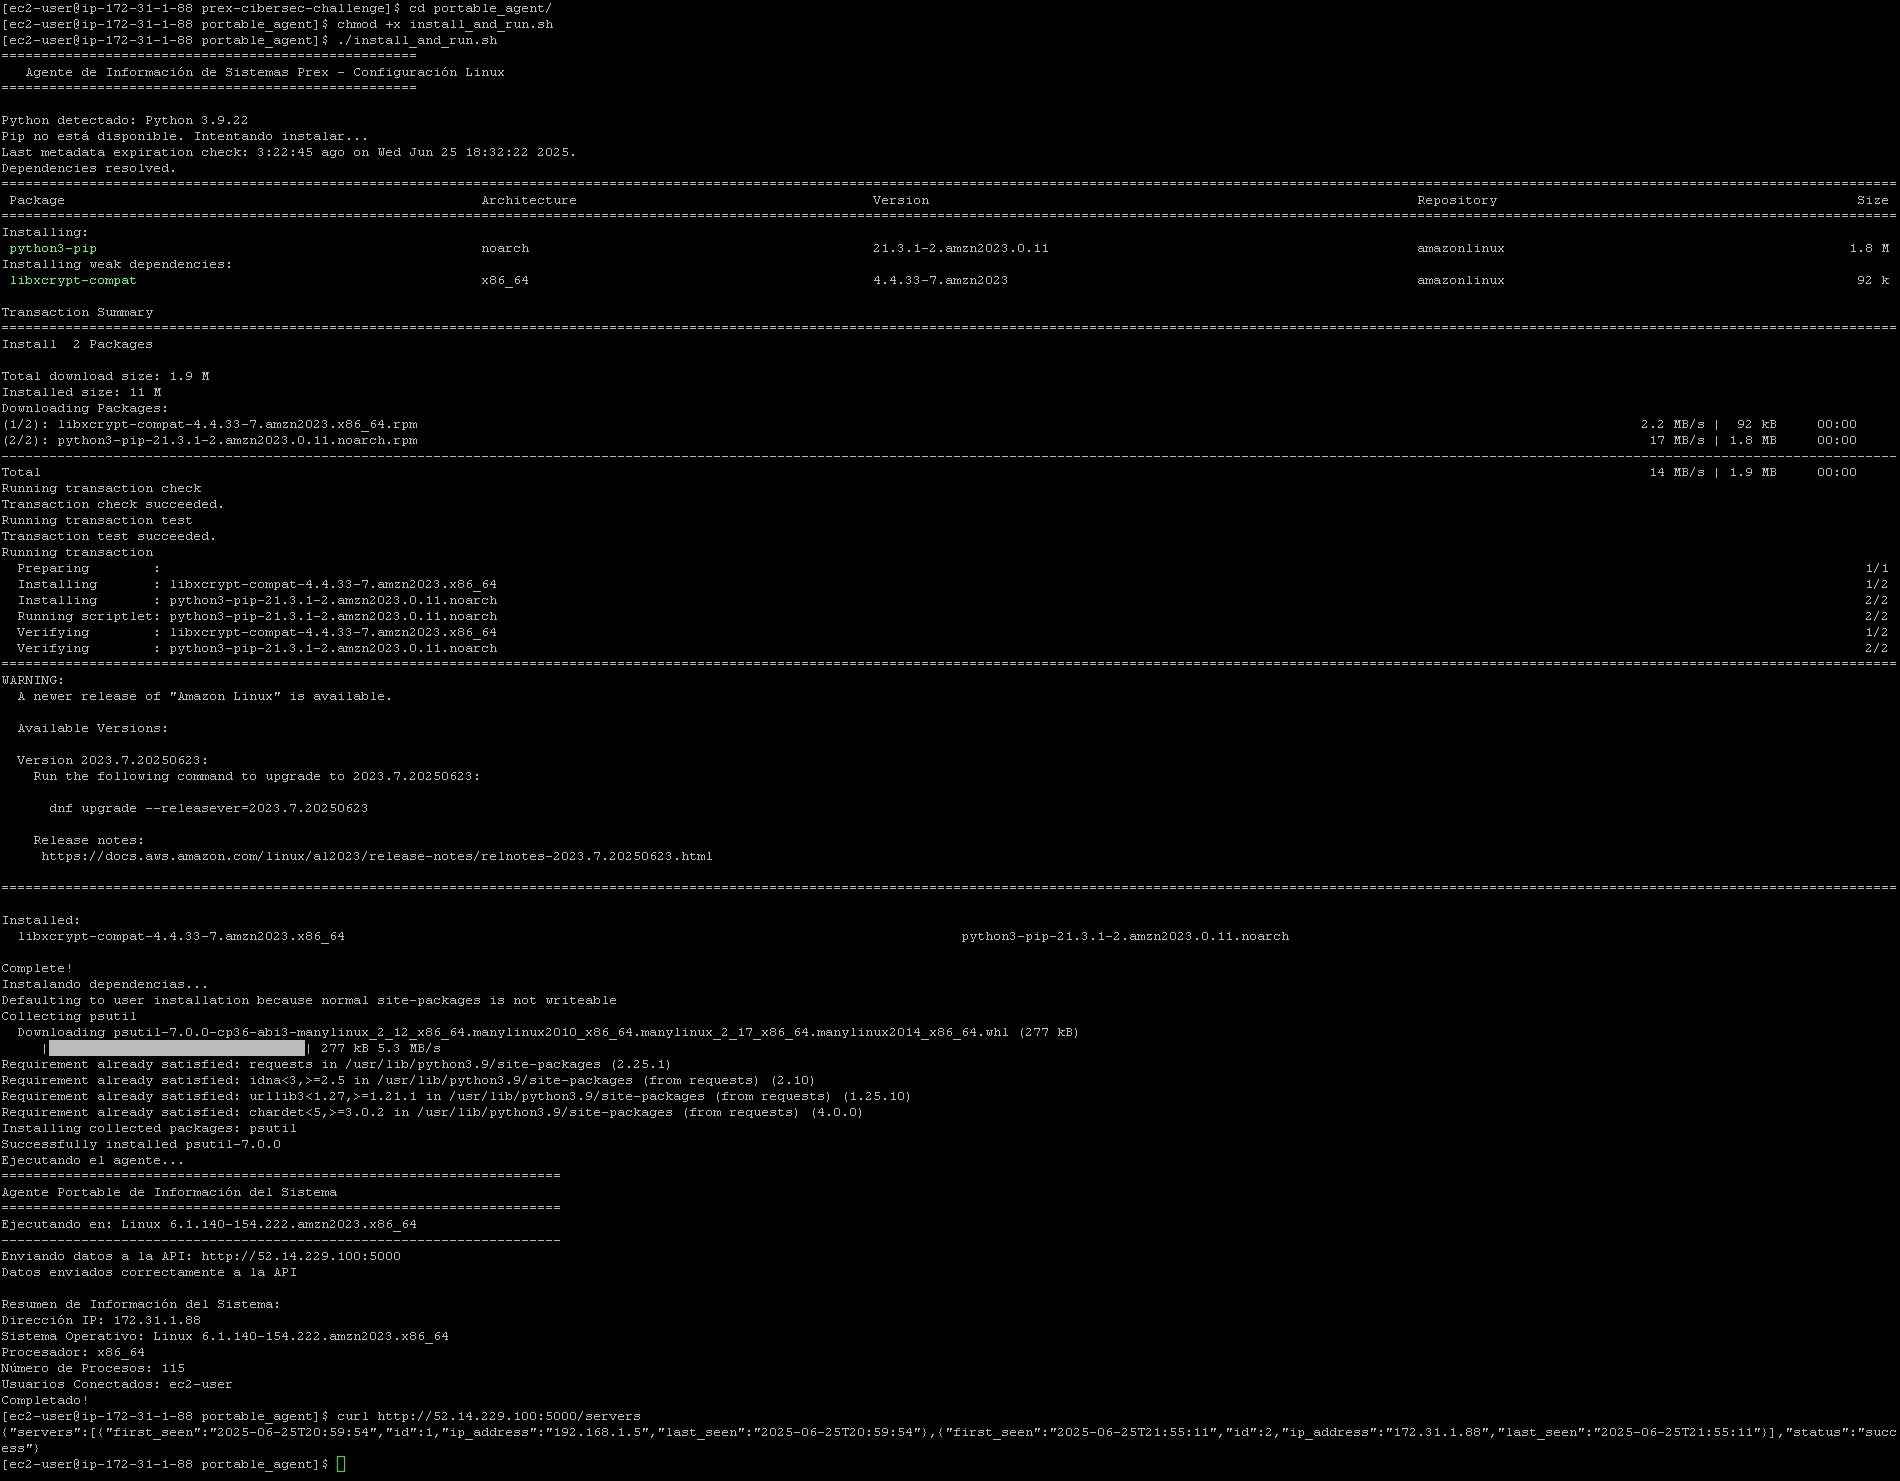 [ec2-user@ip-172-31-1-88 prex-cibersec-challenge]$ cd portable_agent/
[ec2-user@ip-172-31-1-88 portable_agent]$ chmod +x install_and_run.sh
[ec2-user@ip-172-31-1-88 portable_agent]$ ./install_and_run.sh
====================================================
   Agente de Información de Sistemas Prex - Configuración Linux
====================================================
Python detectado: Python 3.9.22
Pip no está disponible. Intentando instalar...
Last metadata expiration check: 3:22:45 ago on Wed Jun 25 18:32:22 2025.
Dependencies resolved.
 Package Architecture Version Repository Size
Installing:
 python3-pip noarch 21.3.1-2.amzn2023.0.11 amazonlinux 1.8 M
Installing weak dependencies:
 libxcrypt-compat x86_64 4.4.33-7.amzn2023 amazonlinux 92 k
Transaction Summary
Install  2 Packages
Total download size: 1.9 M
Installed size: 11 M
Downloading Packages:
(1/2): libxcrypt-compat-4.4.33-7.amzn2023.x86_64.rpm 2.2 MB/s |  92 kB     00:00
(2/2): python3-pip-21.3.1-2.amzn2023.0.11.noarch.rpm 17 MB/s | 1.8 MB     00:00
Total 14 MB/s | 1.9 MB     00:00
Running transaction check
Transaction check succeeded.
Running transaction test
Transaction test succeeded.
Running transaction
  Preparing        : 1/1
  Installing       : libxcrypt-compat-4.4.33-7.amzn2023.x86_64 1/2
  Installing       : python3-pip-21.3.1-2.amzn2023.0.11.noarch 2/2
  Running scriptlet: python3-pip-21.3.1-2.amzn2023.0.11.noarch 2/2
  Verifying        : libxcrypt-compat-4.4.33-7.amzn2023.x86_64 1/2
  Verifying        : python3-pip-21.3.1-2.amzn2023.0.11.noarch 2/2
WARNING:
  A newer release of "Amazon Linux" is available.
  Available Versions:
  Version 2023.7.20250623:
    Run the following command to upgrade to 2023.7.20250623:
      dnf upgrade --releasever=2023.7.20250623
    Release notes:
     https://docs.aws.amazon.com/linux/al2023/release-notes/relnotes-2023.7.20250623.html
Installed:
  libxcrypt-compat-4.4.33-7.amzn2023.x86_64 python3-pip-21.3.1-2.amzn2023.0.11.noarch
Complete!
Instalando dependencias...
Defaulting to user installation because normal site-packages is not writeable
Collecting psutil
  Downloading psutil-7.0.0-cp36-abi3-manylinux_2_12_x86_64.manylinux2010_x86_64.manylinux_2_17_x86_64.manylinux2014_x86_64.whl (277 kB)
     |████████████████████████████████| 277 kB 5.3 MB/s
Requirement already satisfied: requests in /usr/lib/python3.9/site-packages (2.25.1)
Requirement already satisfied: idna<3,>=2.5 in /usr/lib/python3.9/site-packages (from requests) (2.10)
Requirement already satisfied: urllib3<1.27,>=1.21.1 in /usr/lib/python3.9/site-packages (from requests) (1.25.10)
Requirement already satisfied: chardet<5,>=3.0.2 in /usr/lib/python3.9/site-packages (from requests) (4.0.0)
Installing collected packages: psutil
Successfully installed psutil-7.0.0
Ejecutando el agente...
======================================================================
Agente Portable de Información del Sistema
======================================================================
Ejecutando en: Linux 6.1.140-154.222.amzn2023.x86_64
----------------------------------------------------------------------
Enviando datos a la API: http://52.14.229.100:5000
Datos enviados correctamente a la API
Resumen de Información del Sistema:
Dirección IP: 172.31.1.88
Sistema Operativo: Linux 6.1.140-154.222.amzn2023.x86_64
Procesador: x86_64
Número de Procesos: 115
Usuarios Conectados: ec2-user
Completado!
[ec2-user@ip-172-31-1-88 portable_agent]$ curl http://52.14.229.100:5000/servers
{"servers":[{"first_seen":"2025-06-25T20:59:54","id":1,"ip_address":"192.168.1.5","last_seen":"2025-06-25T20:59:54"},{"first_seen":"2025-06-25T21:55:11","id":2,"ip_address":"172.31.1.88","last_seen":"2025-06-25T21:55:11"}],"status":"succ
ess"}
[ec2-user@ip-172-31-1-88 portable_agent]$